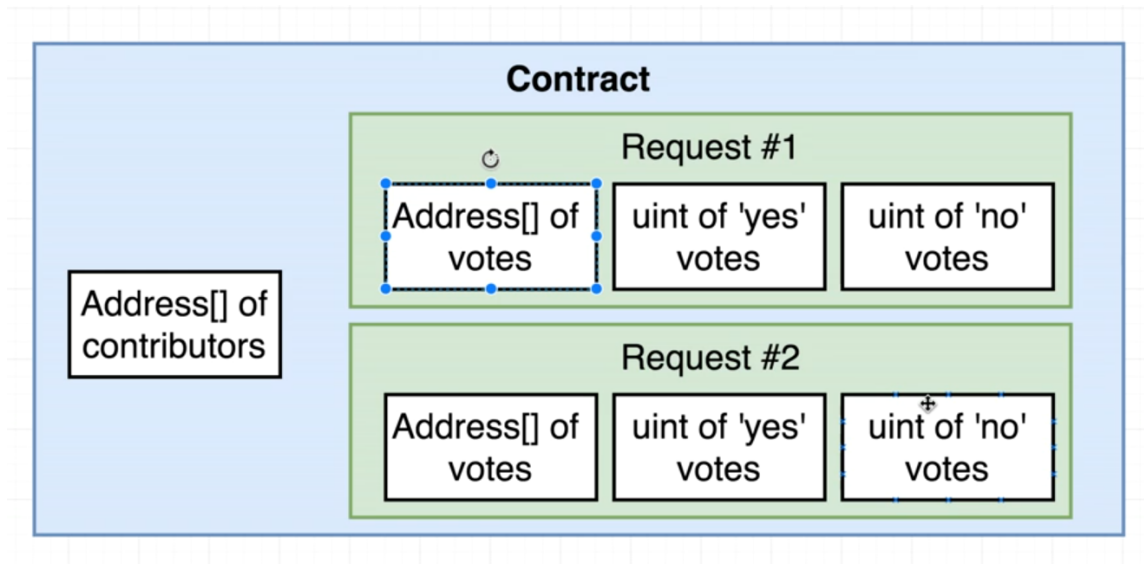 Contract
Request #1
Address[] of
votes
uint of 'yes'
votes
uint of 'no'
votes
Address[] of
contributors
Request #2
Address[] of
votes
uint of 'yes'
votes
uint of 'no'
votes